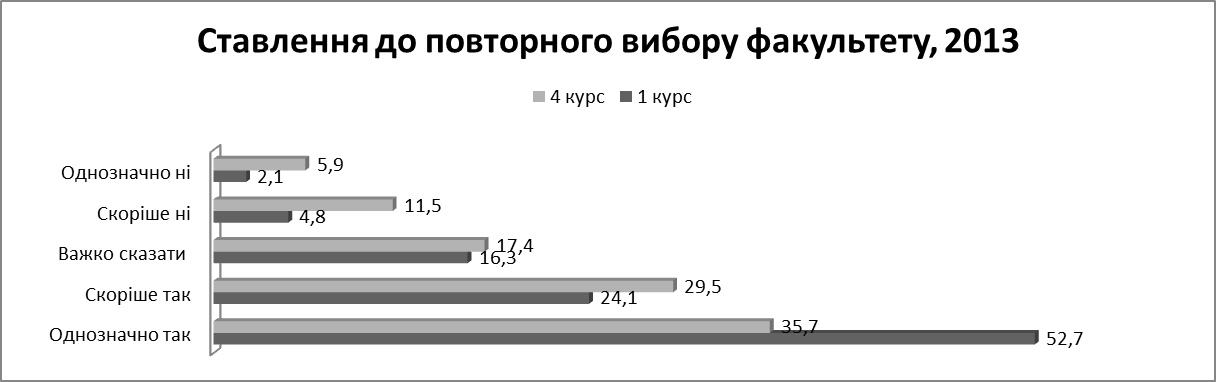 Ставлення до повторного вибору факультету, 2013
4 курс 1 курс
Однозначно ні 5,9
2,1
Скоріше ні 11,5
4,8
Важко сказати 17,4
16,3
Скоріше так 29,5
24,1
Однозначно так 35,7
52,7